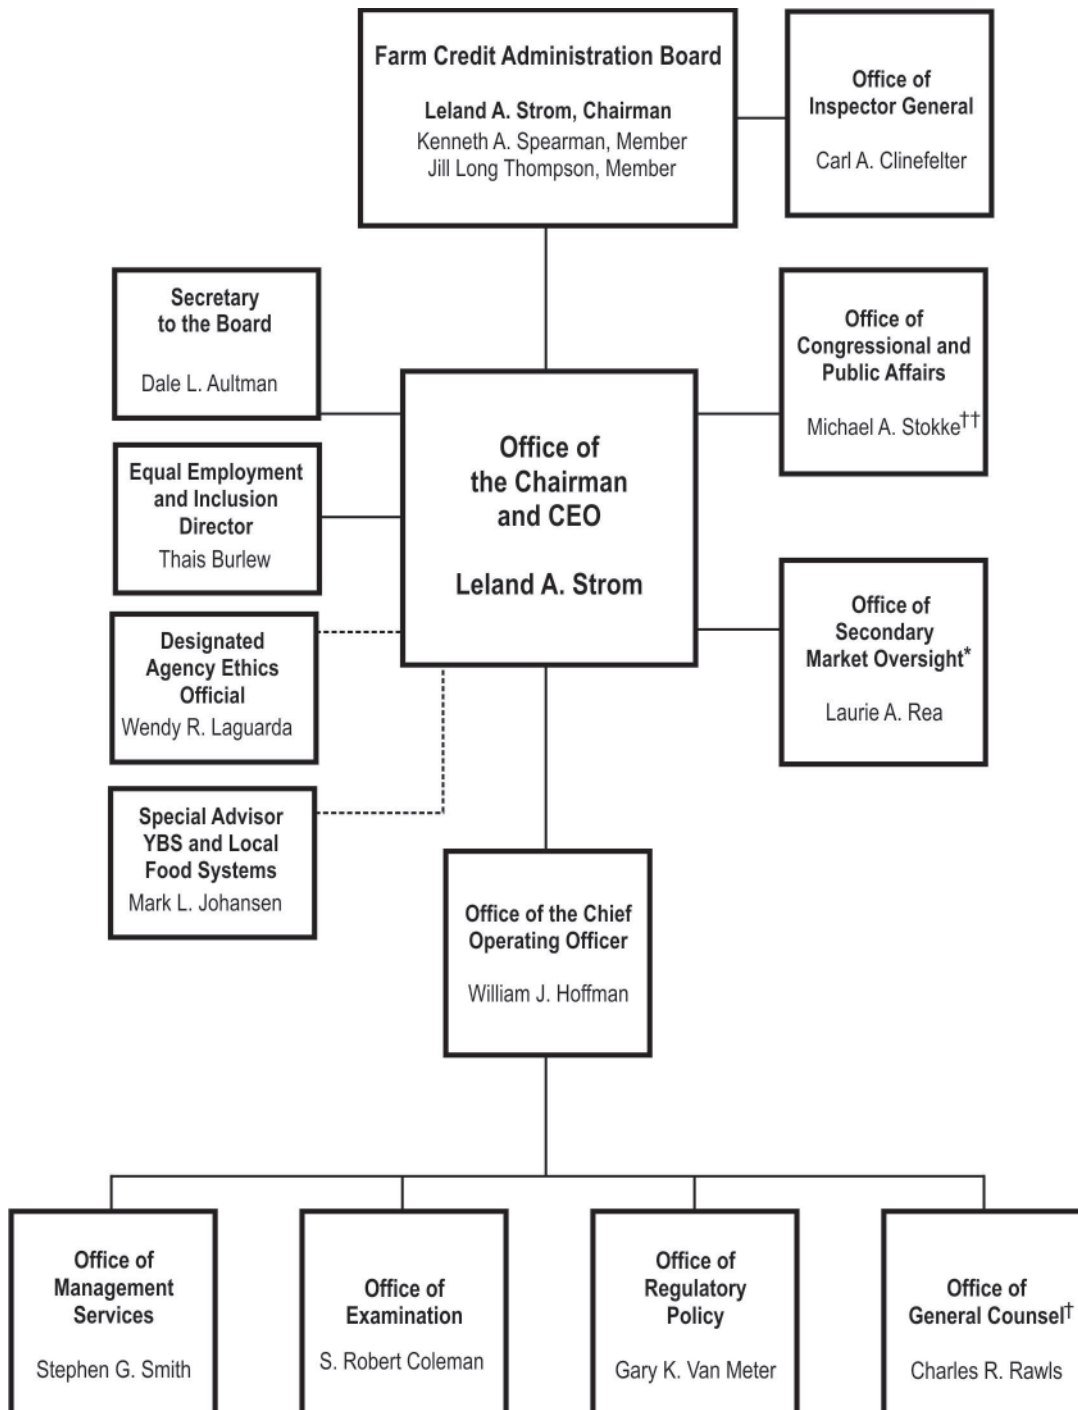 Farm Credit Administration Board
Leland A. Strom, Chairman
Kenneth A. Spearman, Member
Jill Long Thompson, Member
Office of
Inspector General
Carl A. Clinefelter
Secretary
to the Board
Dale L. Aultman
Office of
Congressional and
Public Affairs
Michael A. Stokke††
Equal Employment
and Inclusion
Director
Thais Burlew
Office of
the Chairman
and CEO
Leland A. Strom
Designated
Agency Ethics
Official
Wendy R. Laguarda
Office of
Secondary
Market Oversight*
Laurie A. Rea
Special Advisor
YBS and Local
Food Systems
Mark L. Johansen
Office of the Chief
Operating Officer
William J. Hoffman
Office of
Management
Services
Stephen G. Smith
Office of
Examination
S. Robert Coleman
Office of
Regulatory
Policy
Gary K. Van Meter
Office of
General Counsel†
Charles R. Rawls